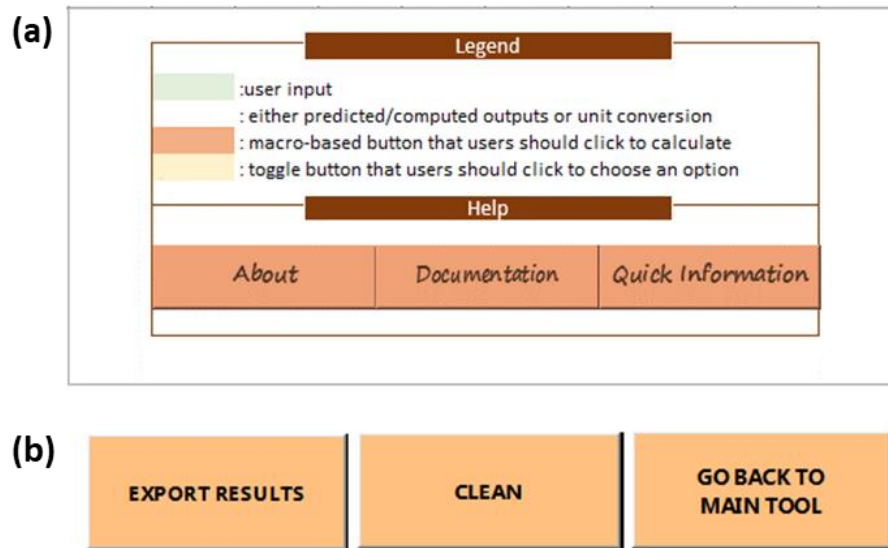 (a)
Legend
:user input
: either predicted/computed outputs or unit conversion
: macro-based button that users should click to calculate
: toggle button that users should click to choose an option
Help
About Documentation Quick Information
(b)
EXPORT RESULTS CLEAN GO BACK TO
MAIN TOOL